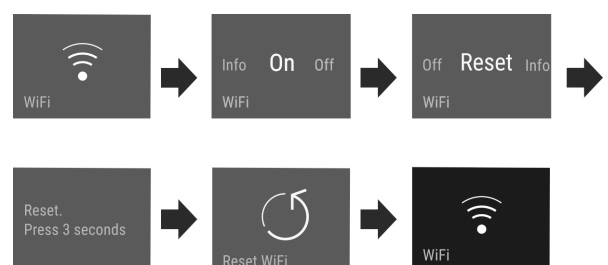 WiFi
Info On Off
WiFi
Off Reset Info
WiFi
Reset.
Press 3 seconds
Reset WiFi
WiFi